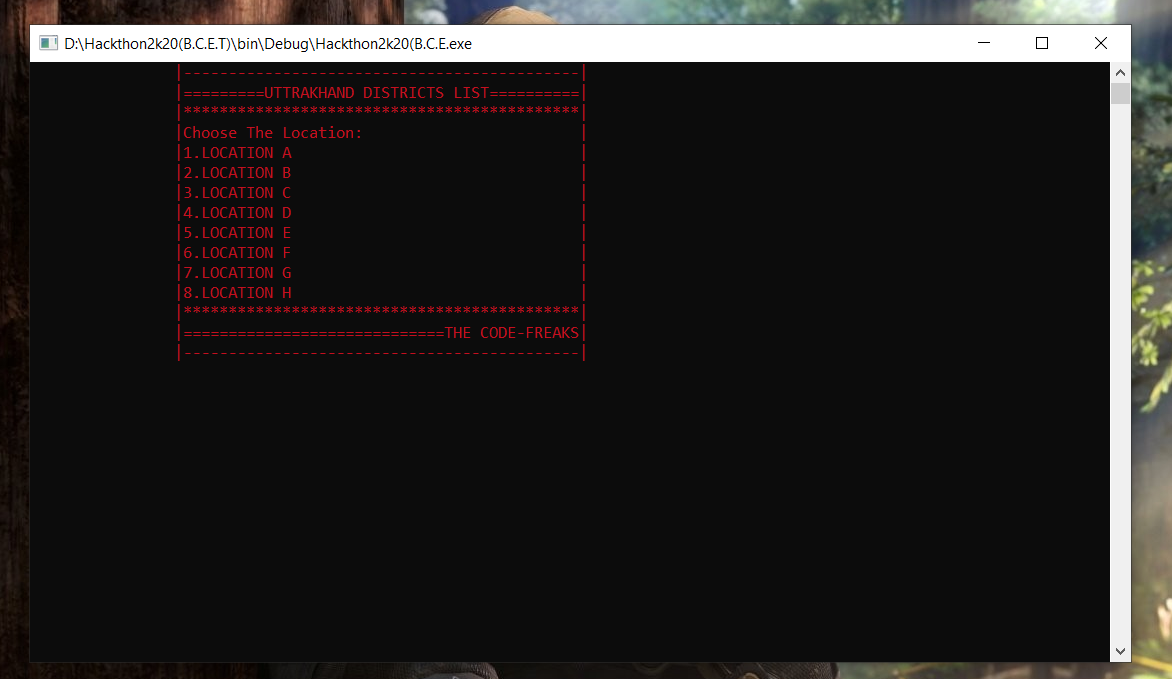 D:\Hackthon2k20(B.C.E.T)\bin\Debug\Hackthon2k20(B.C.E.exe
|--------------------------------------------|
|=========UTTRAKHAND DISTRICTS LIST==========|
|********************************************|
|Choose The Location:                        |
|1.LOCATION A                                |
|2.LOCATION B                                |
|3.LOCATION C                                |
|4.LOCATION D                                |
|5.LOCATION E                                |
|6.LOCATION F                                |
|7.LOCATION G                                |
|8.LOCATION H                                |
|********************************************|
|=============================THE CODE-FREAKS|
|--------------------------------------------|